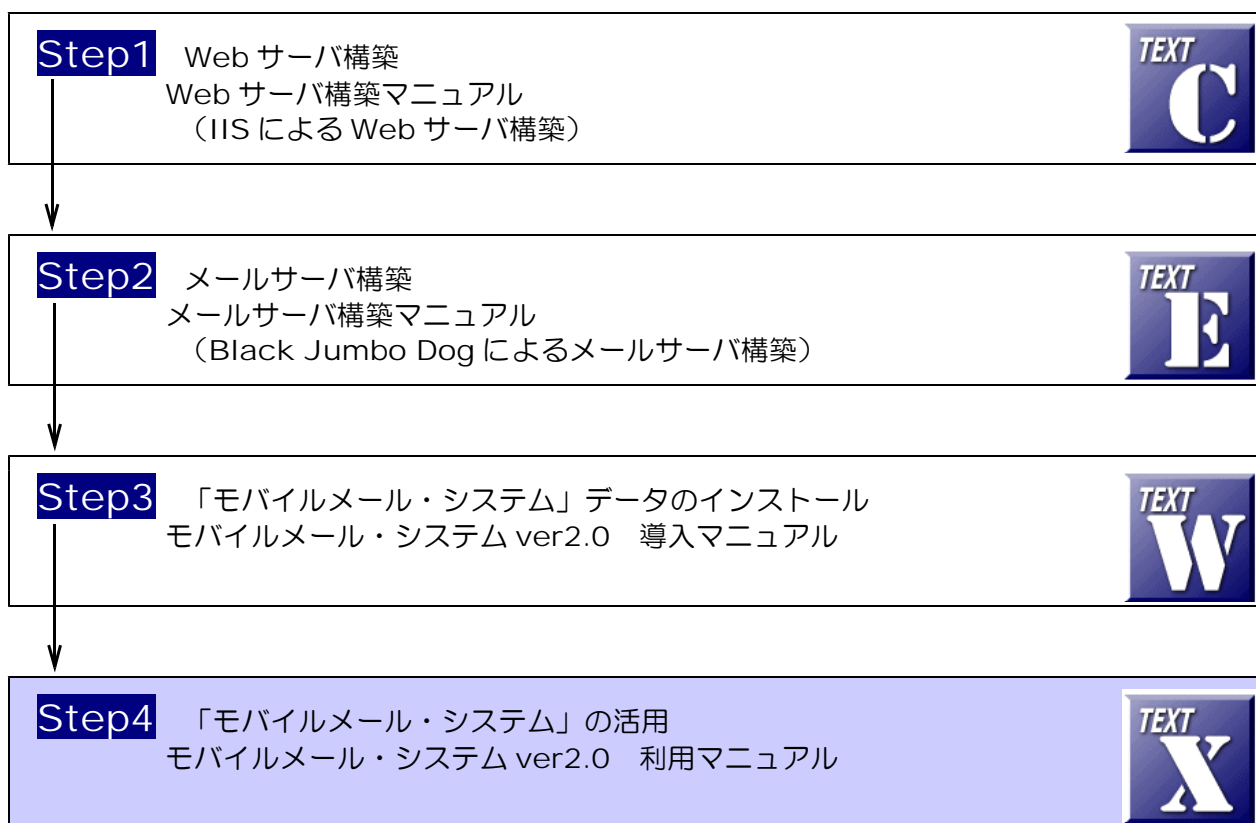 Step1 Web サーバ構築
Web サーバ構築マニュアル
（IIS による Web サーバ構築）
TEXT
C
Step2 メールサーバ構築
メールサーバ構築マニュアル
（Black Jumbo Dog によるメールサーバ構築）
TEXT
E
Step3 「モバイルメール・システム」データのインストール
モバイルメール・システム ver2.0　導入マニュアル
TEXT
W
Step4 「モバイルメール・システム」の活用
モバイルメール・システム ver2.0　利用マニュアル
TEXT
X